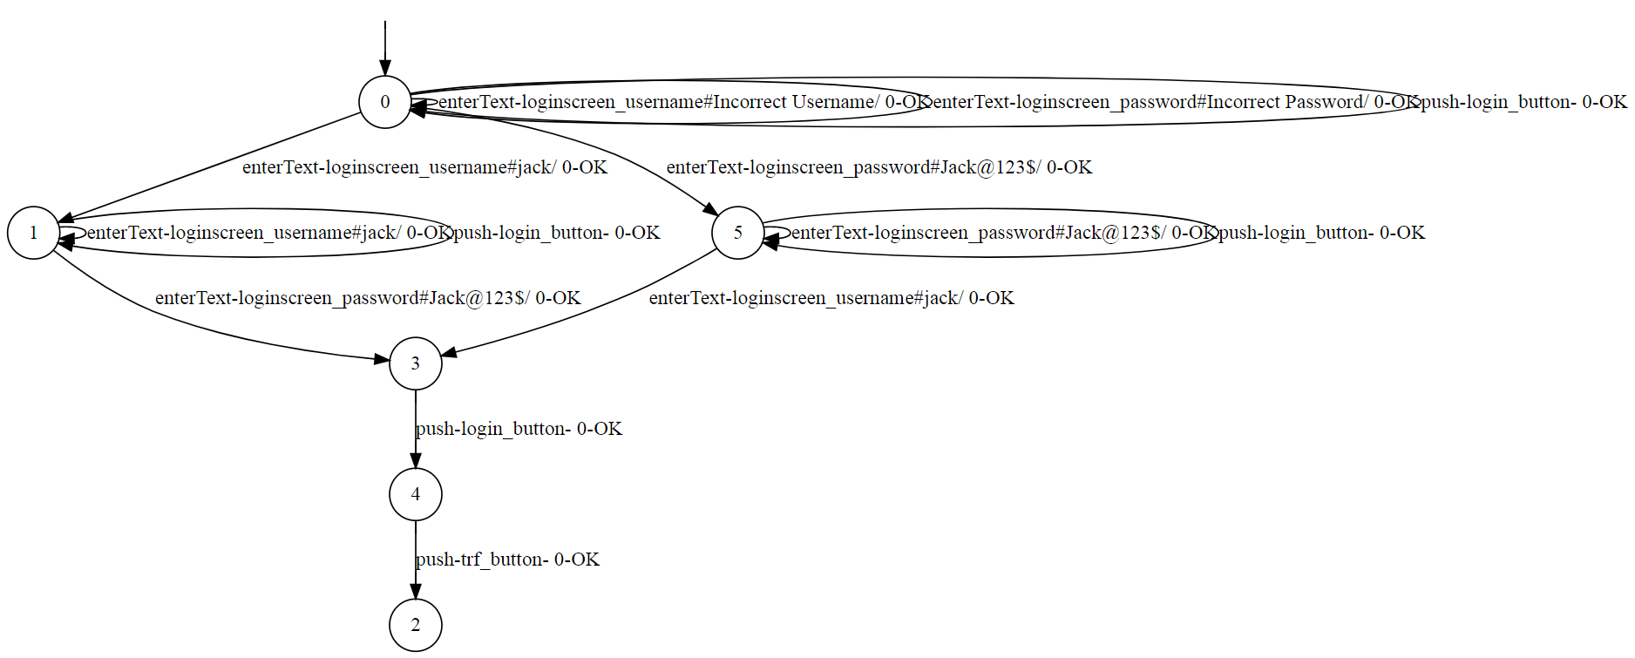 0
enterText-loginscreen_username#Incorrect Username/ 0-OK
enterText-loginscreen_password#Incorrect Password/ 0-OK
push-login_button- 0-OK
enterText-loginscreen_username#jack/ 0-OK
enterText-loginscreen_password#Jack@123$/ 0-OK
1
enterText-loginscreen_username#jack/ 0-OK
push-login_button- 0-OK
5
enterText-loginscreen_password#Jack@123$/ 0-OK
push-login_button- 0-OK
enterText-loginscreen_password#Jack@123$/ 0-OK
enterText-loginscreen_username#jack/ 0-OK
3
push-login_button- 0-OK
4
push-trf_button- 0-OK
2